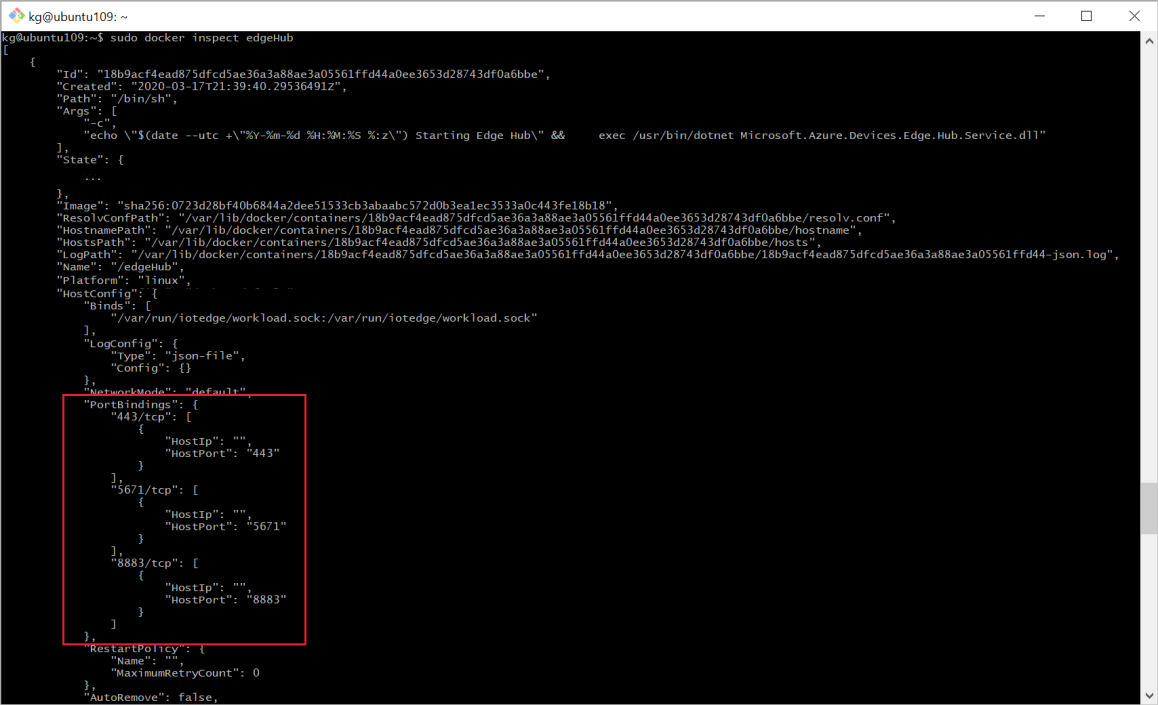 kg@ubuntu109: ~
kg@ubuntu109:~$ sudo docker inspect edgeHub
[
    {
        "Id": "18b9acf4ead875dfcd5ae36a3a88ae3a05561ffd44a0ee3653d28743df0a6bbe",
        "Created": "2020-03-17T21:39:40.29536491Z",
        "Path": "/bin/sh",
        "Args": [
            "-c",
            "echo \"$(date --utc +\"%Y-%m-%d %H:%M:%S %:z\") Starting Edge Hub\" &&     exec /usr/bin/dotnet Microsoft.Azure.Devices.Edge.Hub.Service.dll"
        ],
        "State": {
            ...
        },
        "Image": "sha256:0723d28bf40b6844a2dee51533cb3abaabc572d0b3ea1ec3533a0c443fe18b18",
        "ResolvConfPath": "/var/lib/docker/containers/18b9acf4ead875dfcd5ae36a3a88ae3a05561ffd44a0ee3653d28743df0a6bbe/resolv.conf",
        "HostnamePath": "/var/lib/docker/containers/18b9acf4ead875dfcd5ae36a3a88ae3a05561ffd44a0ee3653d28743df0a6bbe/hostname",
        "HostsPath": "/var/lib/docker/containers/18b9acf4ead875dfcd5ae36a3a88ae3a05561ffd44a0ee3653d28743df0a6bbe/hosts",
        "LogPath": "/var/lib/docker/containers/18b9acf4ead875dfcd5ae36a3a88ae3a05561ffd44a0ee3653d28743df0a6bbe/18b9acf4ead875dfcd5ae36a3a88ae3a05561ffd44-json.log",
        "Name": "/edgeHub",
        "Platform": "linux",
        "HostConfig": {
            "Binds": [
                "/var/run/iotedge/workload.sock:/var/run/iotedge/workload.sock"
            ],
            "LogConfig": {
                "Type": "json-file",
                "Config": {}
            },
            "NetworkMode": "default",
            "PortBindings": {
                "443/tcp": [
                    {
                        "HostIp": "",
                        "HostPort": "443"
                    }
                ],
                "5671/tcp": [
                    {
                        "HostIp": "",
                        "HostPort": "5671"
                    }
                ],
                "8883/tcp": [
                    {
                        "HostIp": "",
                        "HostPort": "8883"
                    }
                ]
            },
            "RestartPolicy": {
                "Name": "",
                "MaximumRetryCount": 0
            },
            "AutoRemove": false,